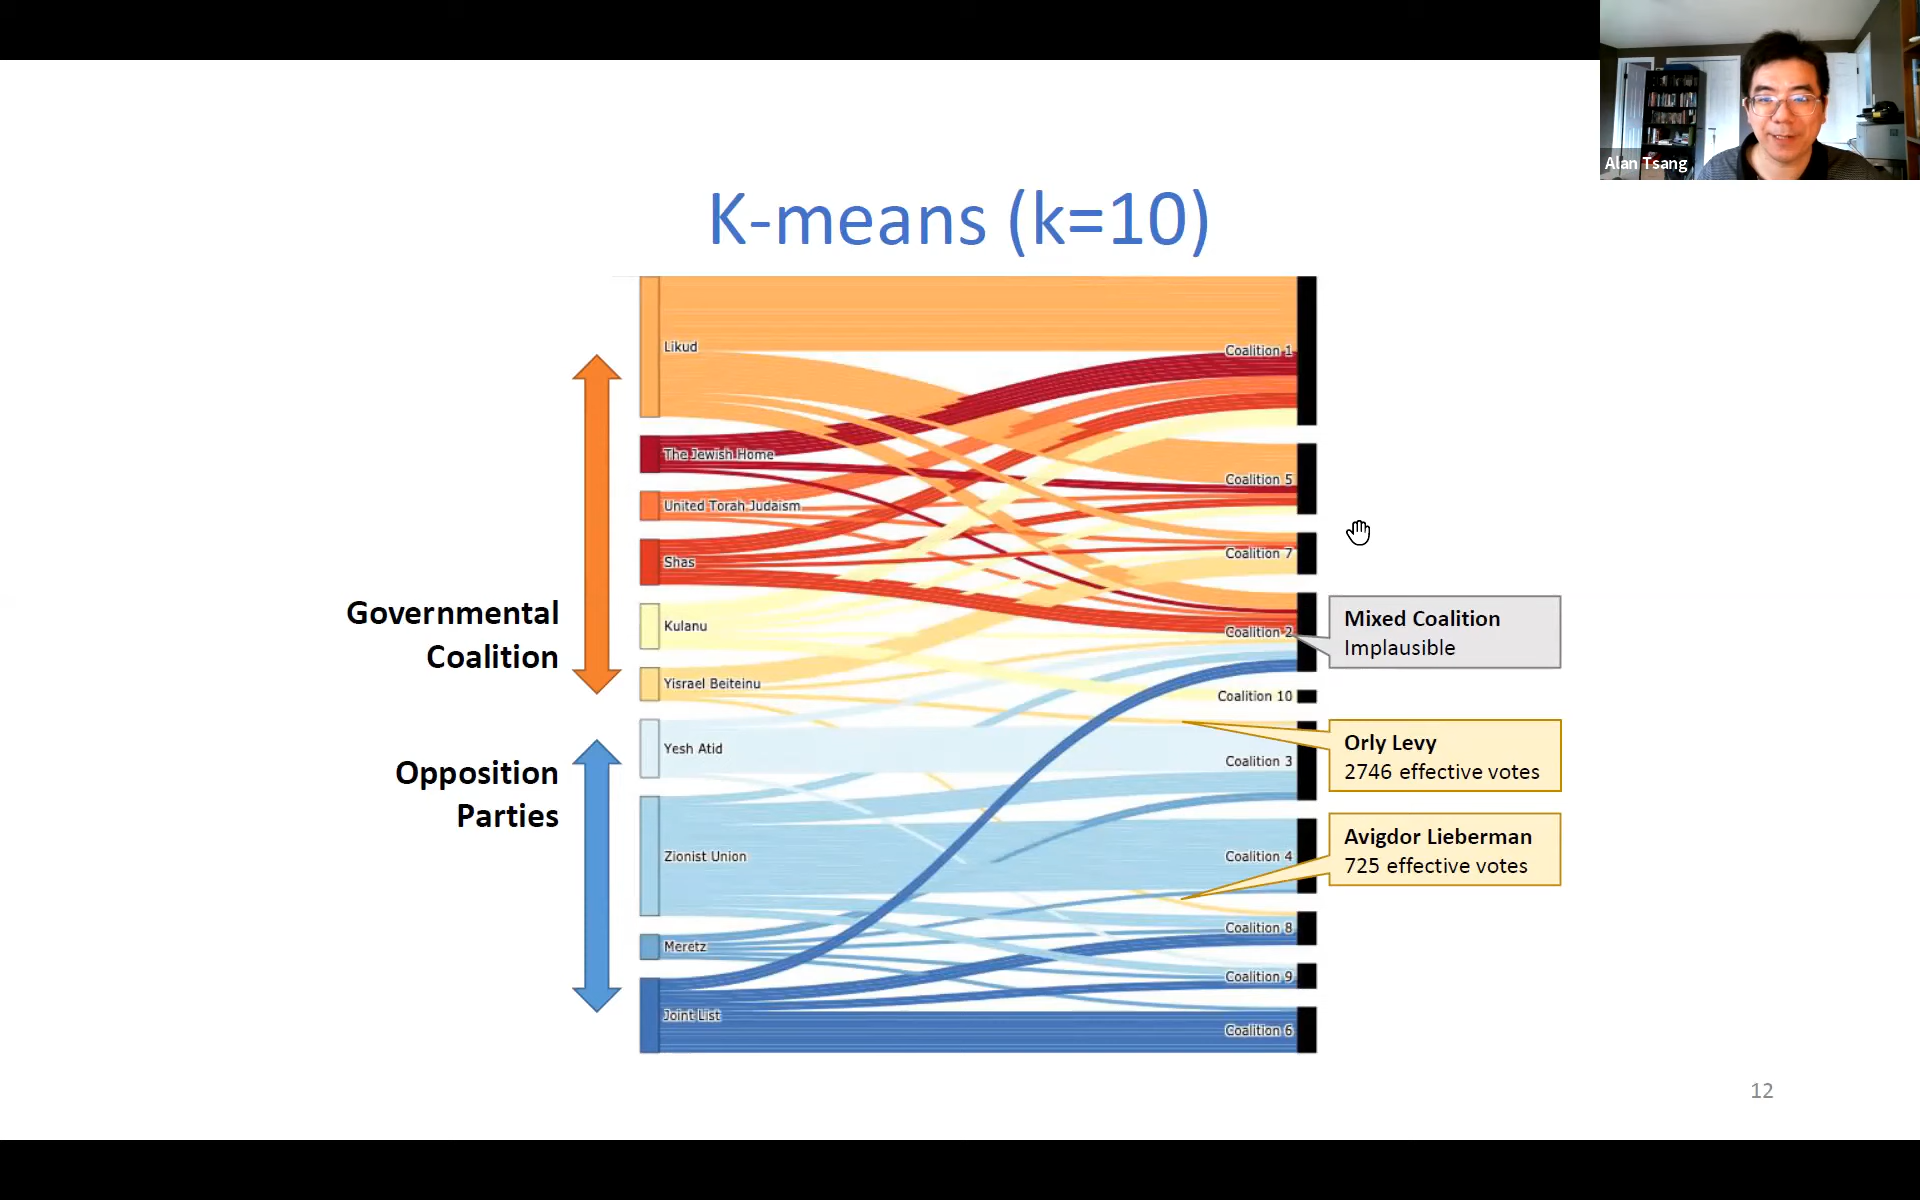 Alan Tsang
K-means (k=10)
Likud
The Jewish Home
United Torah Judaism
Shas
Kulanu
Yisrael Beiteinu
Yesh Atid
Zionist Union
Meretz
Joint List
Governmental
Coalition
Opposition
Parties
Coalition 1
Coalition 5
Coalition 7
Coalition 2
Coalition 10
Coalition 3
Coalition 4
Coalition 8
Coalition 9
Coalition 6
Mixed Coalition
Implausible
Orly Levy
2746 effective votes
Avigdor Lieberman
725 effective votes
12